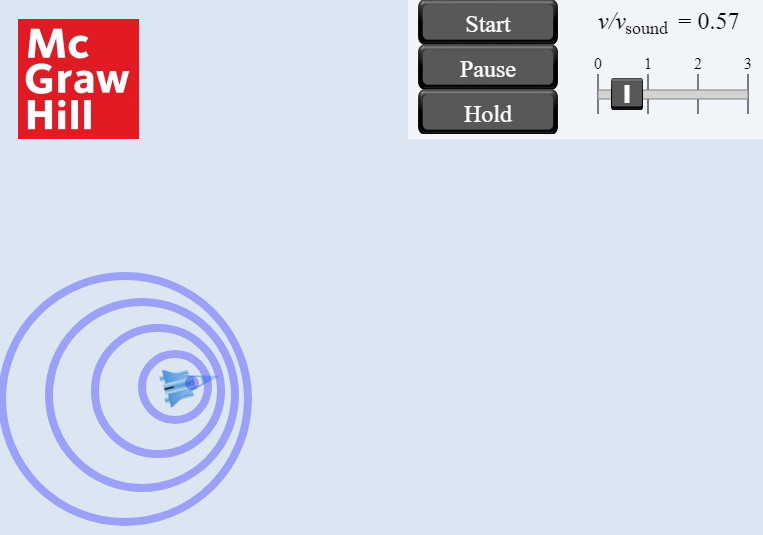 Mc
Graw
Hill
Start
Pause
Hold
v/vsound = 0.57
0 1 2 3